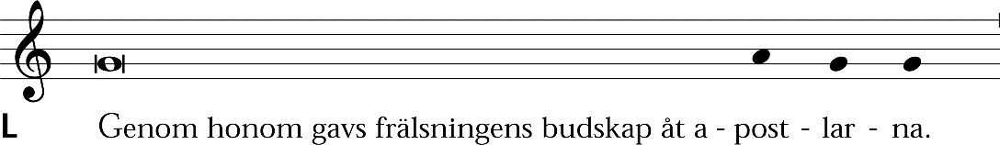 L Genom honom gavs frälsningens budskap åt a - post - lar - na.